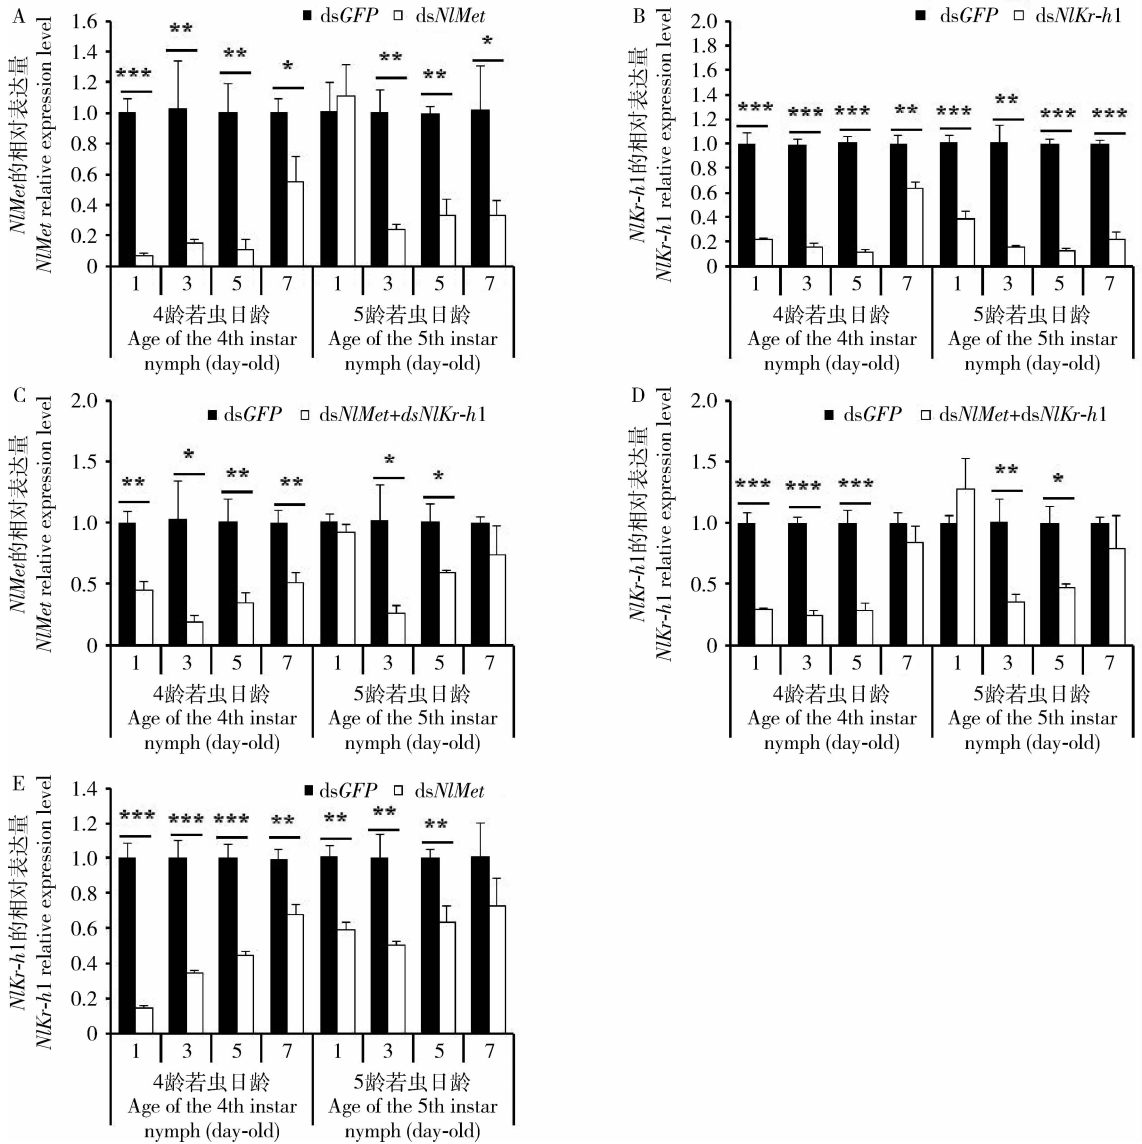 A
NlMet的相对表达量
NlMet relative expression level
dsGFP dsNlMet
1.6
1.4
1.2
1.0
0.8
0.6
0.4
0.2
0
*** ** ** * ** ** *
1 3 5 7 1 3 5 7
4龄若虫日龄 5龄若虫日龄
Age of the 4th instar Age of the 5th instar
nymph (day-old) nymph (day-old)
B
NlKr-h1的相对表达量
NlKr-h1 relative expression level
dsGFP dsNlKr-h1
2.0
1.8
1.6
1.4
1.2
1.0
0.8
0.6
0.4
0.2
0
*** *** *** ** *** ** *** ***
1 3 5 7 1 3 5 7
4龄若虫日龄 5龄若虫日龄
Age of the 4th instar Age of the 5th instar
nymph (day-old) nymph (day-old)
C
NlMet的相对表达量
NlMet relative expression level
dsGFP dsNlMet+dsNlKr-h1
2.0
1.5
1.0
0.5
0
** * ** ** * *
1 3 5 7 1 3 5 7
4龄若虫日龄 5龄若虫日龄
Age of the 4th instar Age of the 5th instar
nymph (day-old) nymph (day-old)
D
NlKr-h1的相对表达量
NlKr-h1 relative expression level
dsGFP dsNlMet+dsNlKr-h1
2.0
1.5
1.0
0.5
0
*** *** *** ** *
1 3 5 7 1 3 5 7
4龄若虫日龄 5龄若虫日龄
Age of the 4th instar Age of the 5th instar
nymph (day-old) nymph (day-old)
E
NlKr-h1的相对表达量
NlKr-h1 relative expression level
dsGFP dsNlMet
1.4
1.2
1.0
0.8
0.6
0.4
0.2
0
*** *** *** ** ** ** **
1 3 5 7 1 3 5 7
4龄若虫日龄 5龄若虫日龄
Age of the 4th instar Age of the 5th instar
nymph (day-old) nymph (day-old)